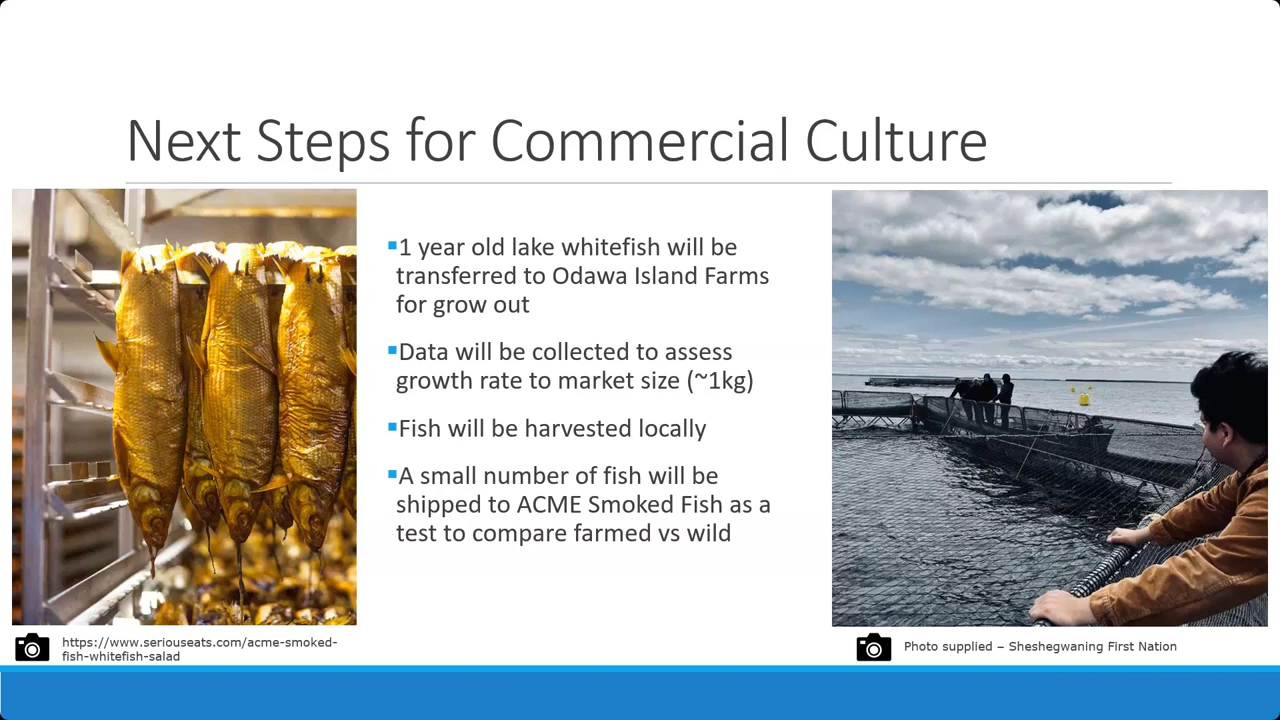 Next Steps for Commercial Culture
▪1 year old lake whitefish will be
transferred to Odawa Island Farms
for grow out
▪Data will be collected to assess
growth rate to market size (~1kg)
▪Fish will be harvested locally
▪A small number of fish will be
shipped to ACME Smoked Fish as a
test to compare farmed vs wild
https://www.seriouseats.com/acme-smoked-
fish-whitefish-salad
Photo supplied – Sheshegwaning First Nation